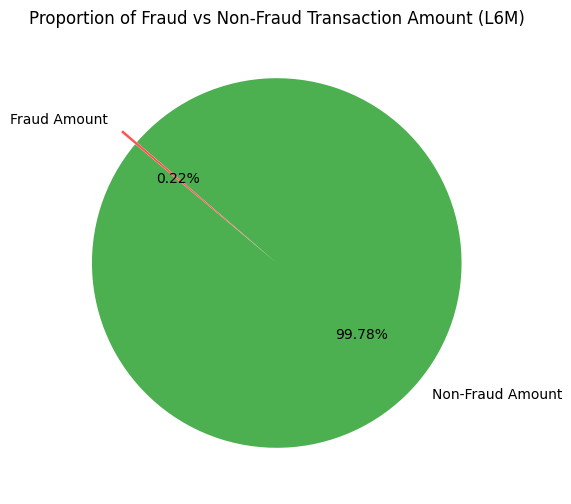 Proportion of Fraud vs Non-Fraud Transaction Amount (L6M)
Fraud Amount
0.22%
99.78%
Non-Fraud Amount